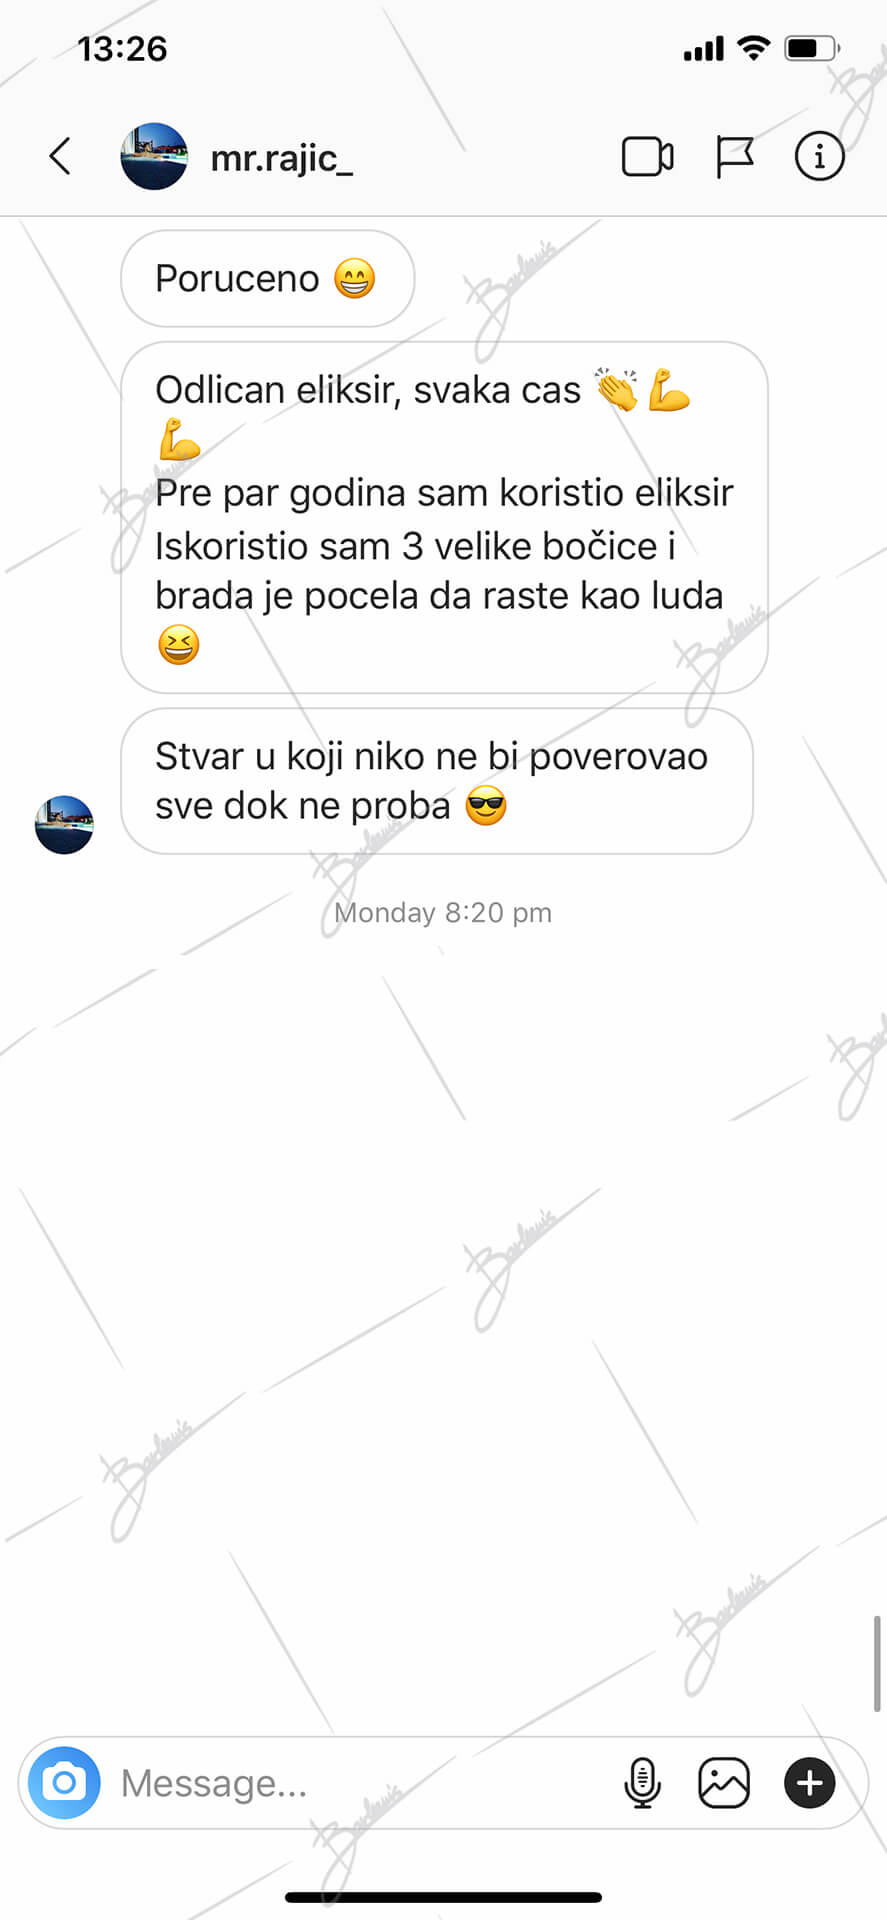 13:26
mr.rajic_
Poruceno 😁
Odlican eliksir, svaka cas 👏💪
💪
Pre par godina sam koristio eliksir
Iskoristio sam 3 velike bočice i
brada je pocela da raste kao luda
😆
Stvar u koji niko ne bi poverovao
sve dok ne proba 😎
Monday 8:20 pm
Message...